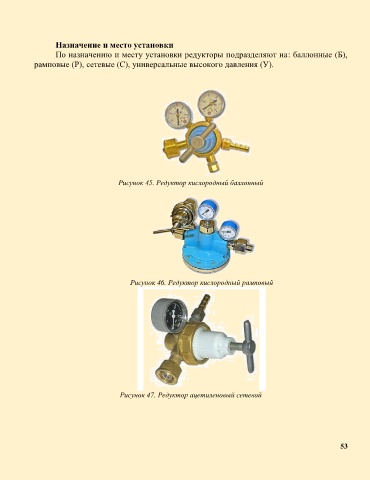 Назначение и место установки
По назначению и месту установки редукторы подразделяют на: баллонные (Б),
рамповые (Р), сетевые (С), универсальные высокого давления (У).
Рисунок 45. Редуктор кислородный баллонный
Рисунок 46. Редуктор кислородный рамповый
Рисунок 47. Редуктор ацетиленовый сетевой
53